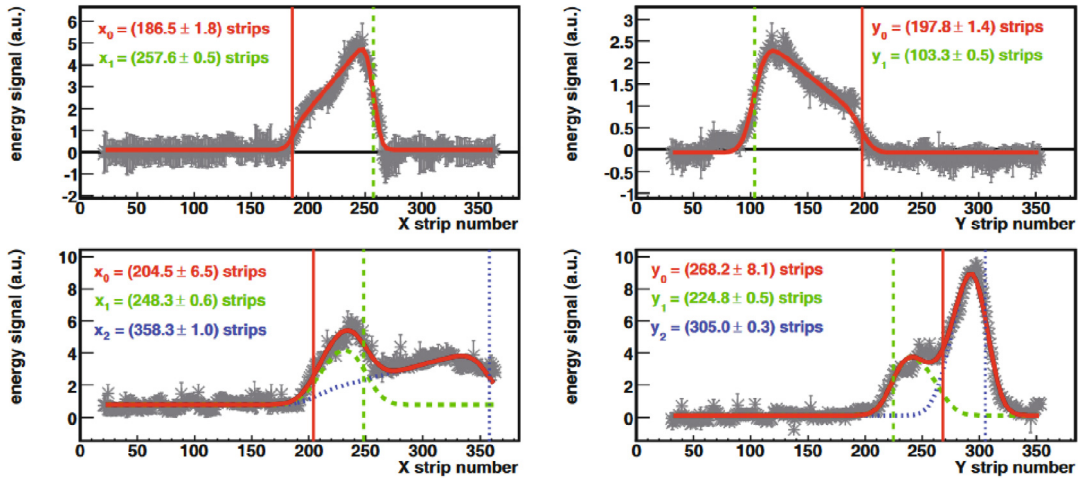 energy signal (a.u.)
6
5
4
3
2
1
0
-1
-2
x₀ = (186.5 ± 1.8) strips
x₁ = (257.6 ± 0.5) strips
0 50 100 150 200 250 300 350
X strip number
energy signal (a.u.)
3
2.5
2
1.5
1
0.5
0
-0.5
-1
y₀ = (197.8 ± 1.4) strips
y₁ = (103.3 ± 0.5) strips
0 50 100 150 200 250 300 350
Y strip number
energy signal (a.u.)
10
8
6
4
2
0
x₀ = (204.5 ± 6.5) strips
x₁ = (248.3 ± 0.6) strips
x₂ = (358.3 ± 1.0) strips
0 50 100 150 200 250 300 350
X strip number
energy signal (a.u.)
10
8
6
4
2
0
y₀ = (268.2 ± 8.1) strips
y₁ = (224.8 ± 0.5) strips
y₂ = (305.0 ± 0.3) strips
0 50 100 150 200 250 300 350
Y strip number